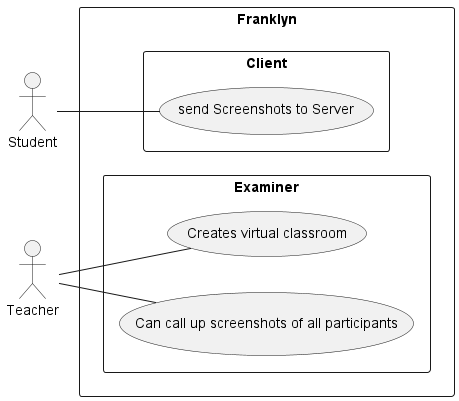 Franklyn
Client
send Screenshots to Server
Student
Examiner
Creates virtual classroom
Teacher
Can call up screenshots of all participants